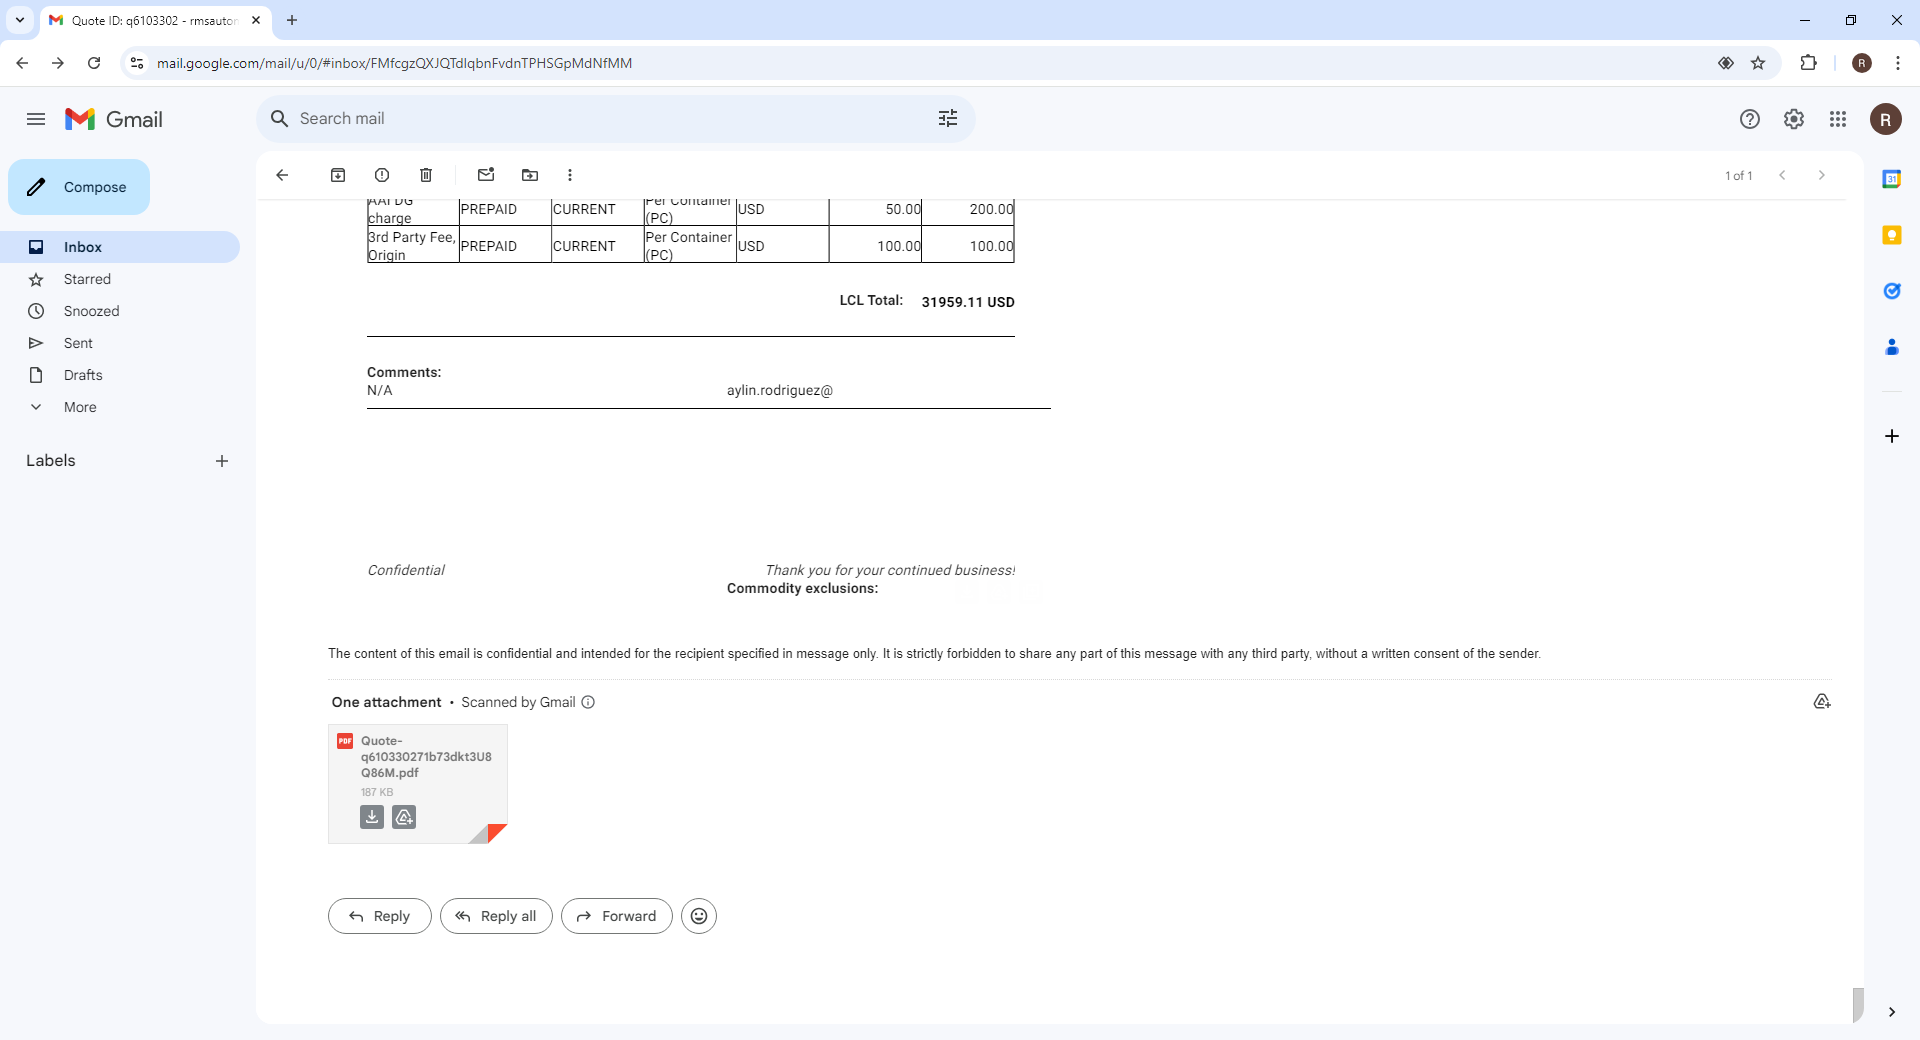 Quote ID: q6103302 - rmsauton
mail.google.com/mail/u/0/#inbox/FMfcgzQXJQTdIqbnFvdnTPHSGpMdNfMM
R
Gmail
Search mail
R
Compose
1 of 1
31
Inbox
Starred
Snoozed
Sent
Drafts
More
Labels
AAI DG charge PREPAID CURRENT Per Container (PC) USD 50.00 200.00
3rd Party Fee, Origin PREPAID CURRENT Per Container (PC) USD 100.00 100.00
LCL Total: 31959.11 USD
Comments:
N/A aylin.rodriguez@
Confidential Thank you for your continued business!
Commodity exclusions:
The content of this email is confidential and intended for the recipient specified in message only. It is strictly forbidden to share any part of this message with any third party, without a written consent of the sender.
One attachment • Scanned by Gmail
PDF Quote-
q610330271b73dkt3U8
Q86M.pdf
187 KB
Reply Reply all Forward